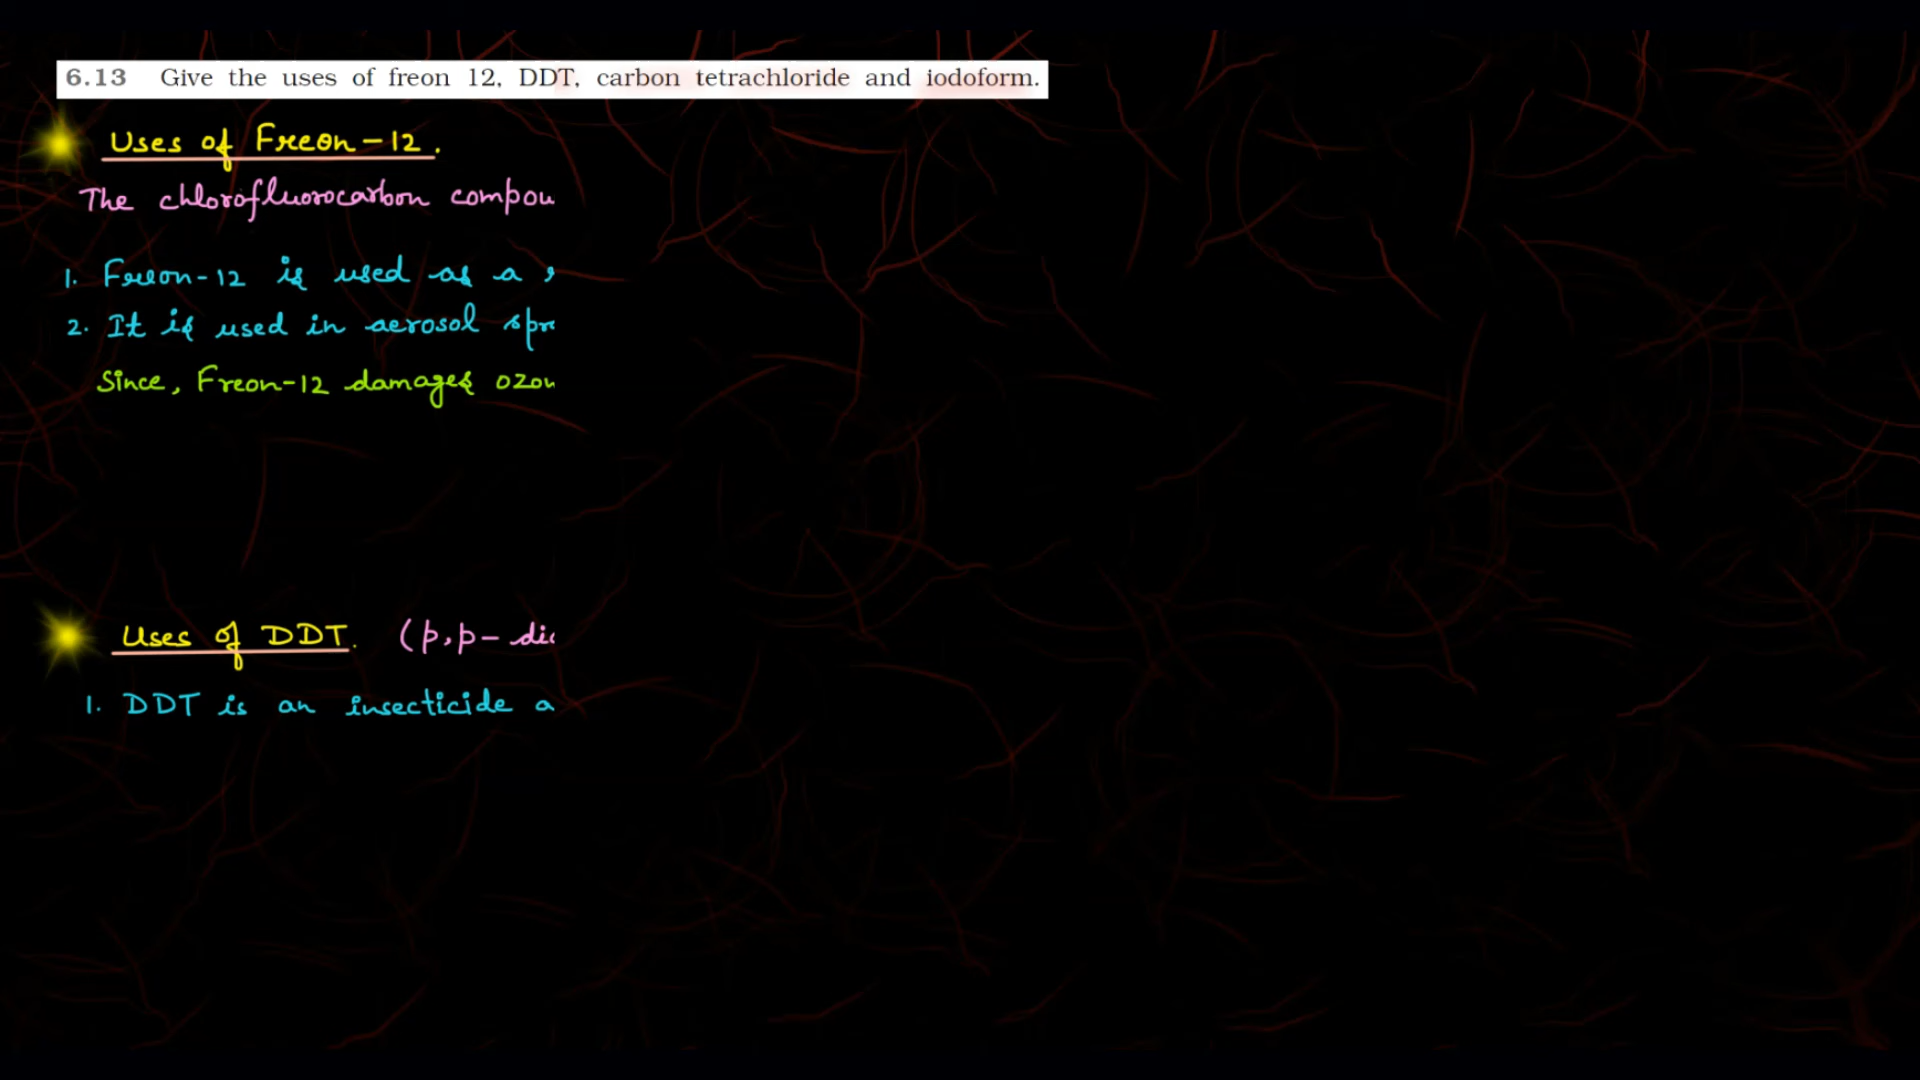 6.13 Give the uses of freon 12, DDT, carbon tetrachloride and iodoform.
Uses of Freon-12.
The chlorofluorocarbon compou
1. Freon-12 is used as a
2. It is used in aerosol spr
Since, Freon-12 damages ozon
Uses of DDT. (p,p- dic
1. DDT is an insecticide a